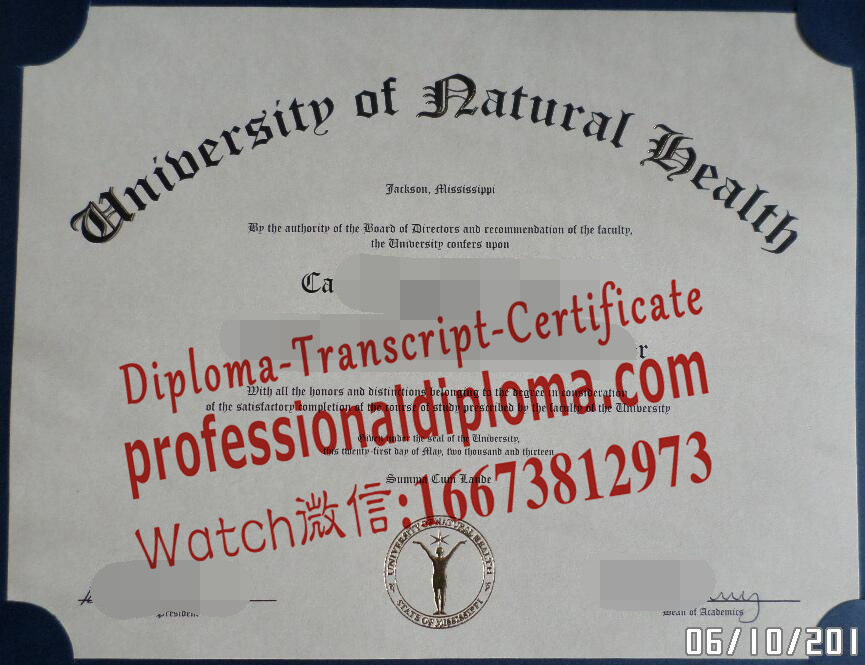 University of Natural Health
Jackson, Mississippi
By the authority of the Board of Directors and recommendation of the faculty,
the University confers upon
Ca
r
Diploma-Transcript-Certificate
With all the honors and distinctions belonging to the degree in consideration
of the satisfactory completion of the course of study prescribed by the faculty of the University
professionaldiploma.com
Given under the seal of the University,
this twenty-first day of May, two thousand and thirteen
Summa Cum Laude
Watch微信:16673812973
UNIVERSITY OF NATURAL HEALTH
STATE OF MISSISSIPPI
President
Dean of Academics
06/10/201